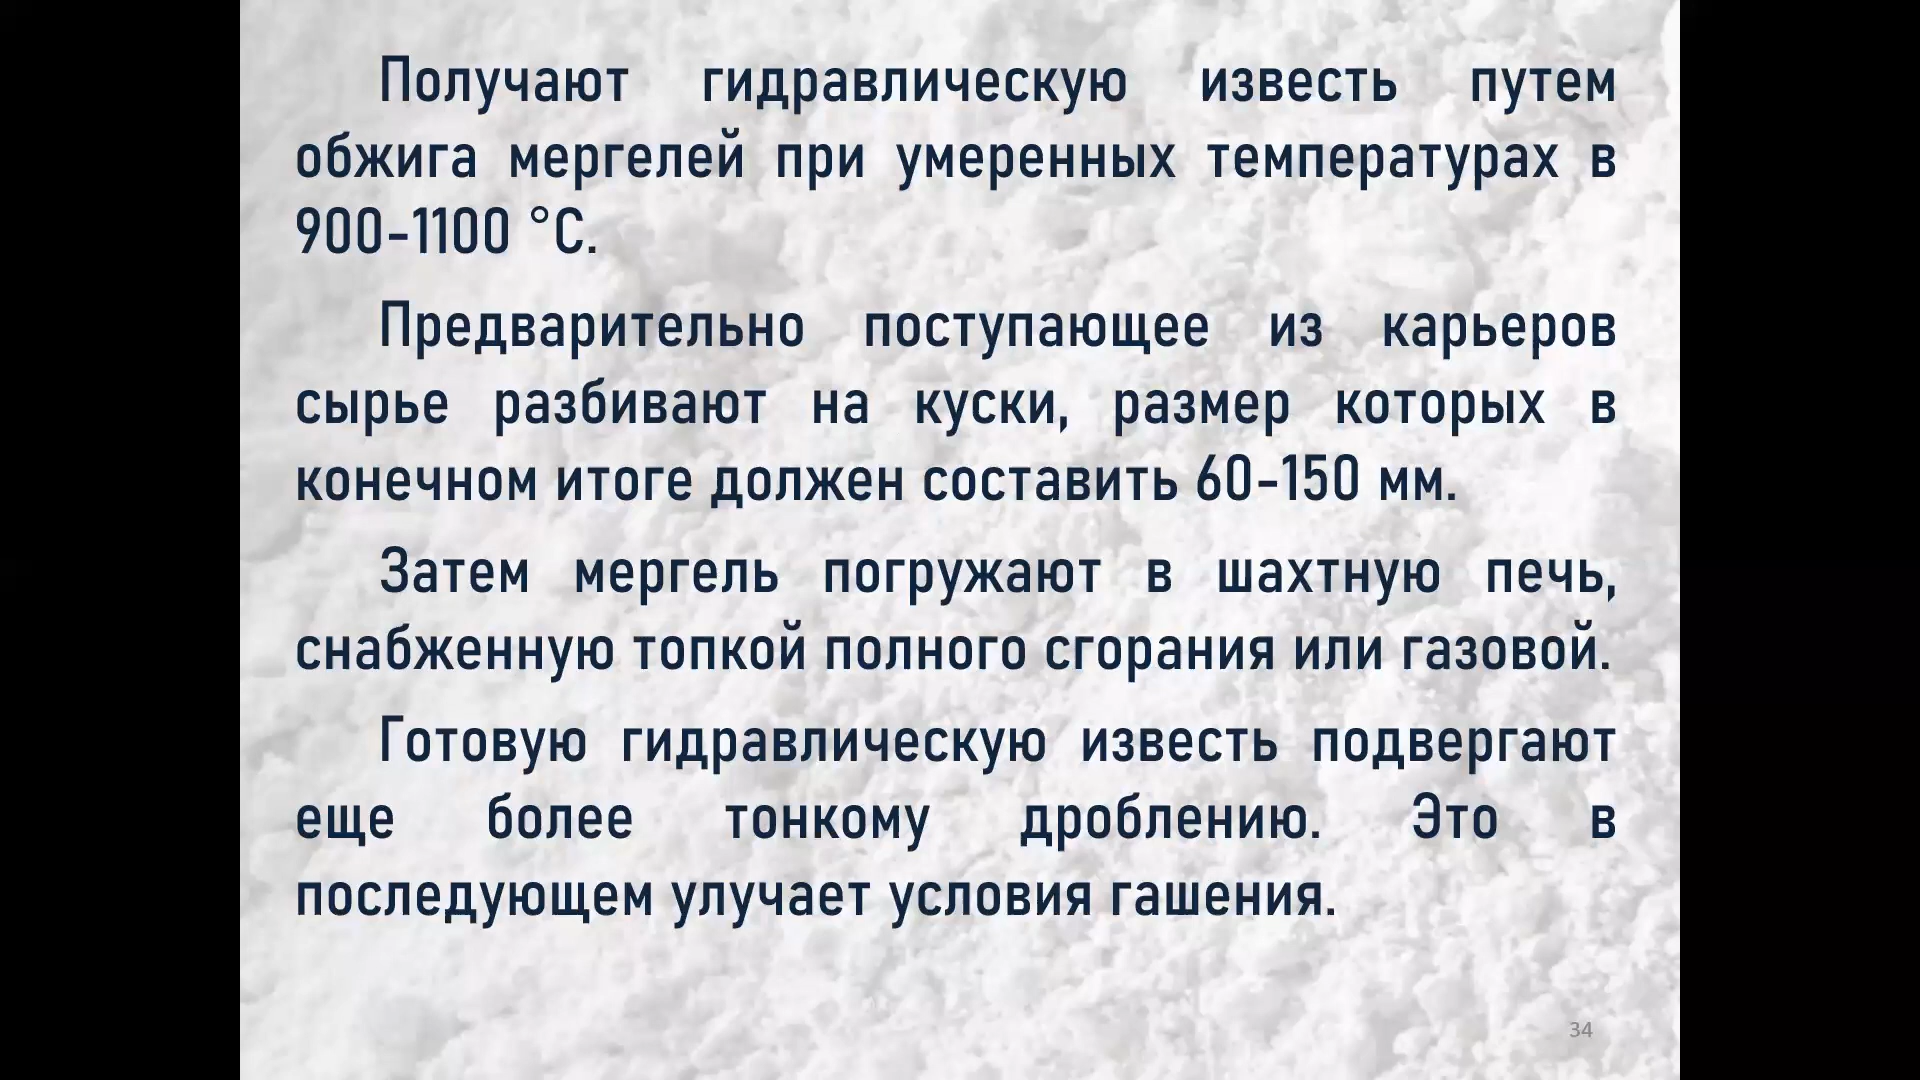 Получают гидравлическую известь путем
обжига мергелей при умеренных температурах в
900-1100 °С.
Предварительно поступающее из карьеров
сырье разбивают на куски, размер которых в
конечном итоге должен составить 60-150 мм.
Затем мергель погружают в шахтную печь,
снабженную топкой полного сгорания или газовой.
Готовую гидравлическую известь подвергают
еще более тонкому дроблению. Это в
последующем улучает условия гашения.
34